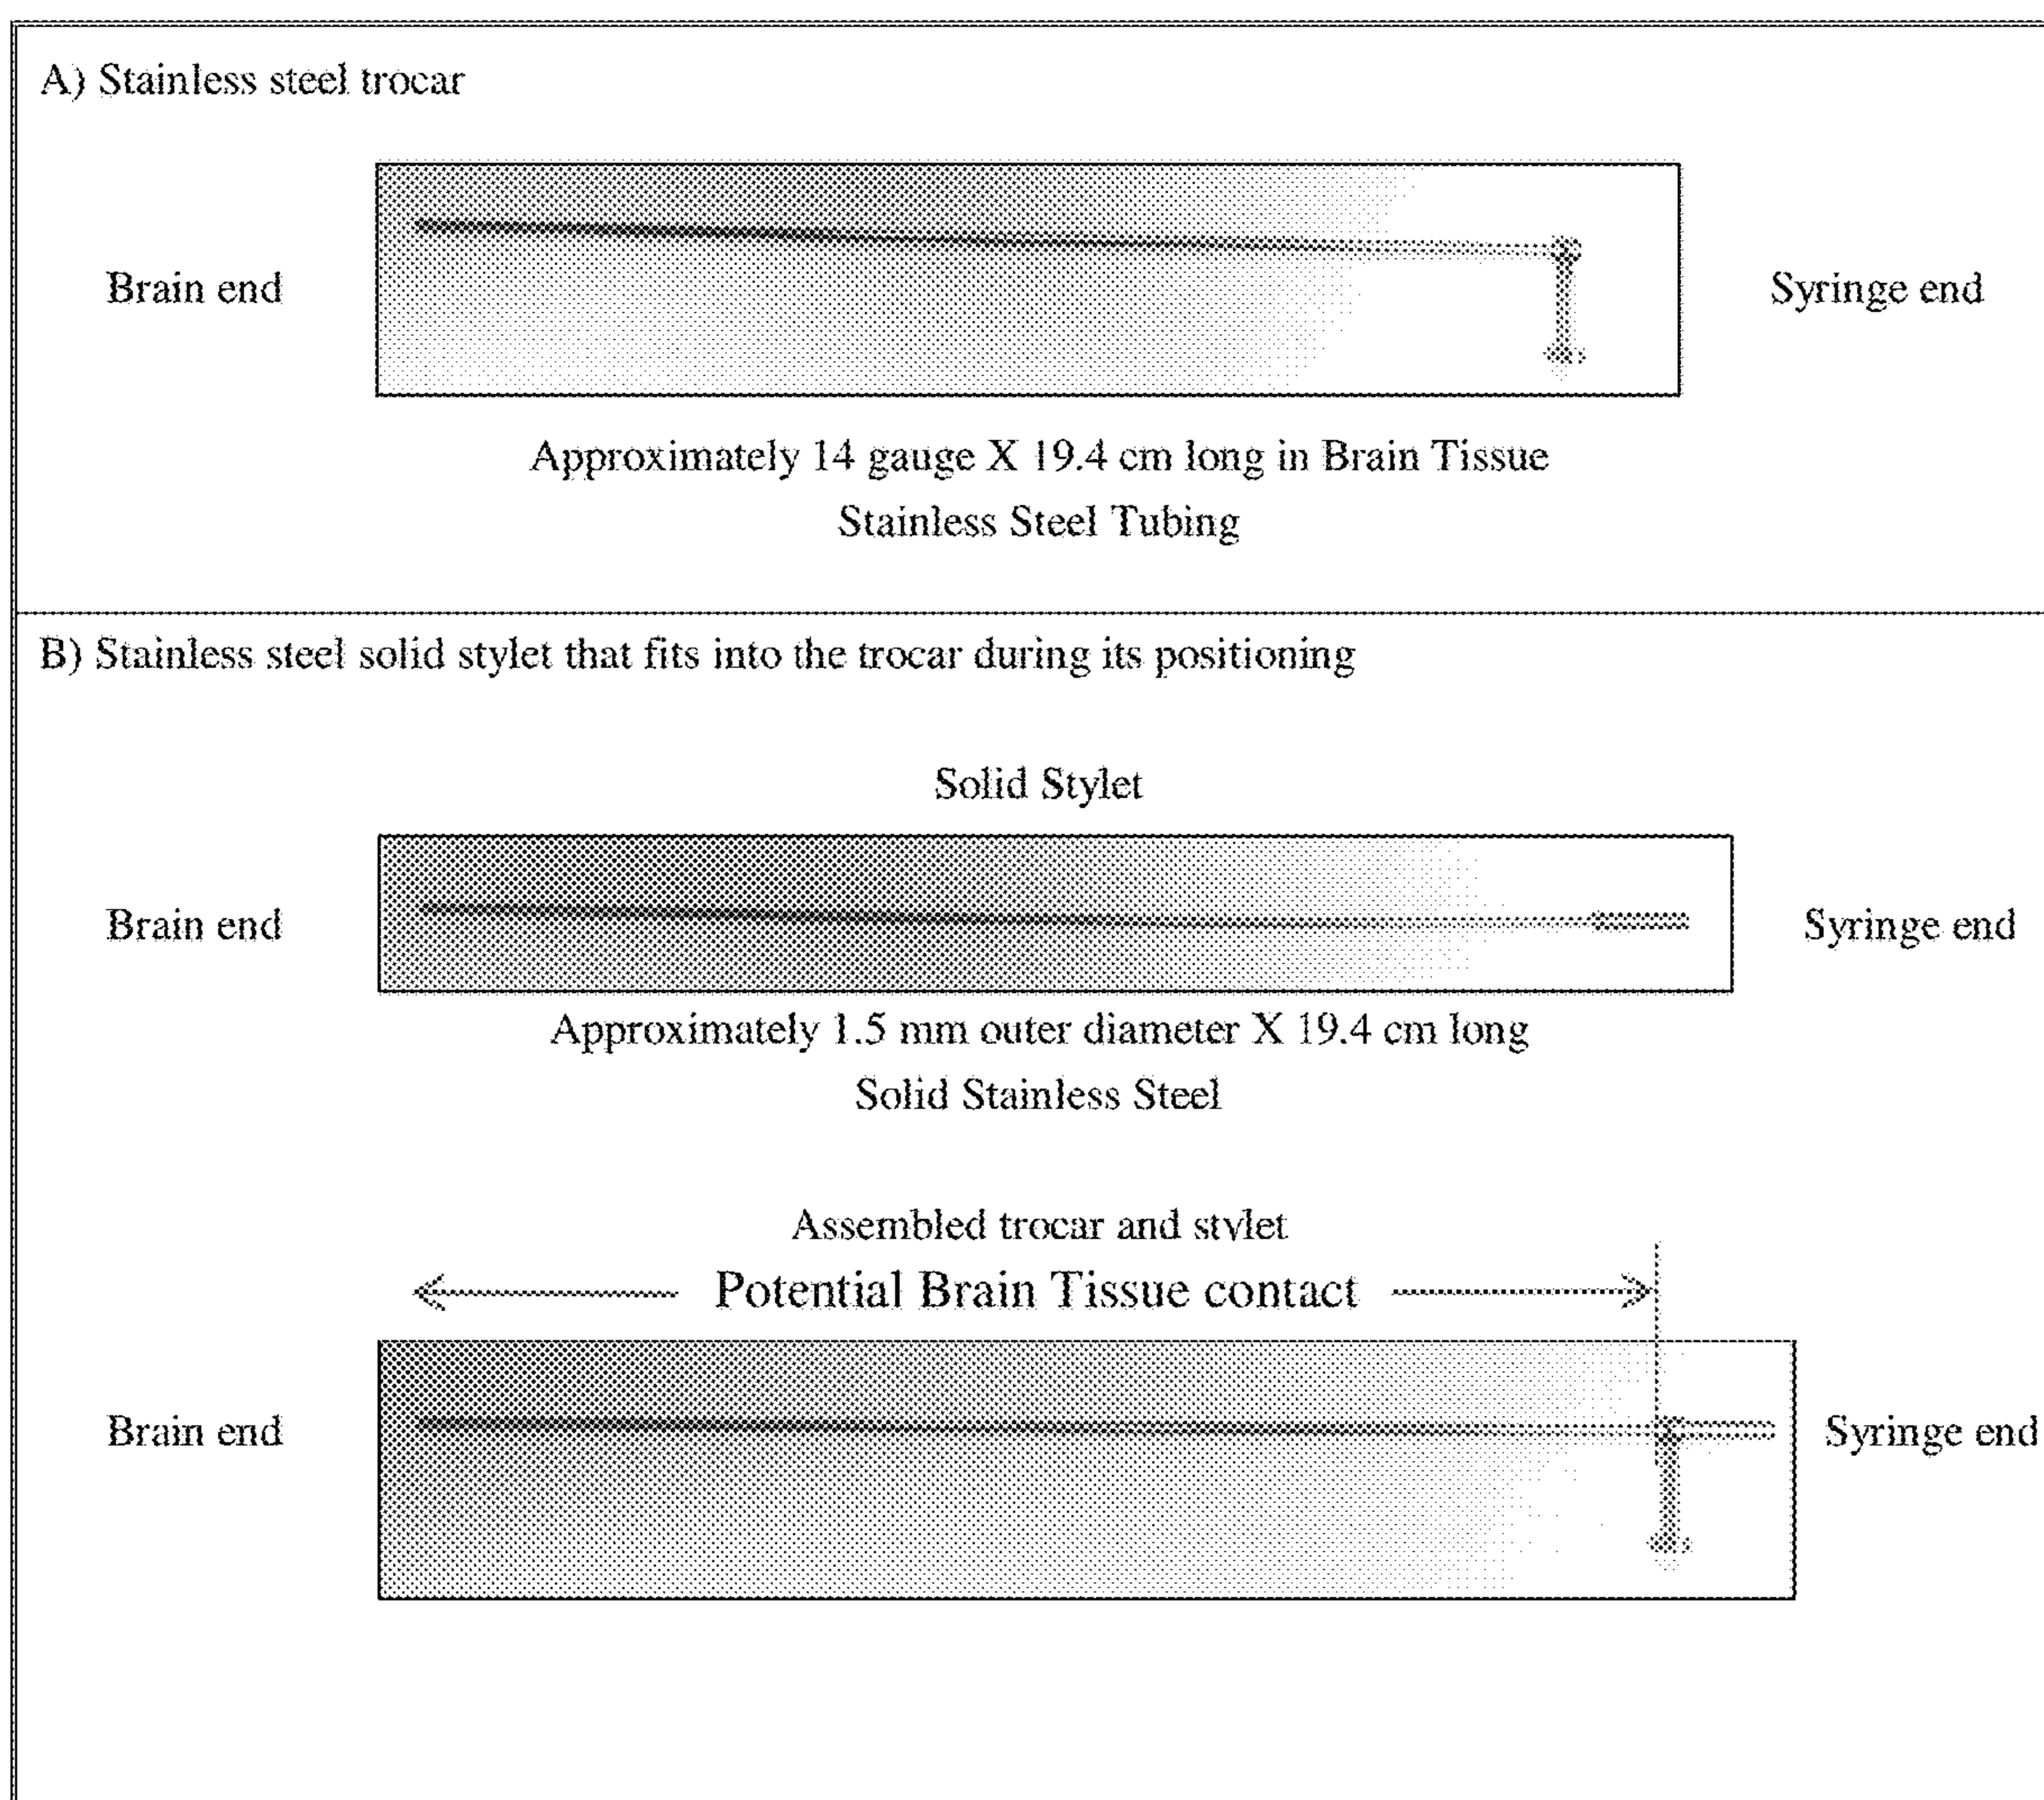 A) Stainless steel trocar
Brain end
Syringe end
Approximately 14 gauge X 19.4 cm long in Brain Tissue
Stainless Steel Tubing
B) Stainless steel solid stylet that fits into the trocar during its positioning
Solid Stylet
Brain end
Syringe end
Approximately 1.5 mm outer diameter X 19.4 cm long
Solid Stainless Steel
Assembled trocar and stylet
Potential Brain Tissue contact
Brain end
Syringe end